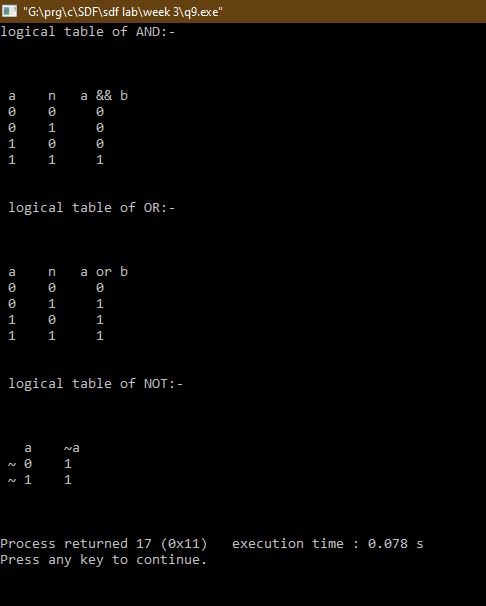 "G:\prg\c\SDF\sdf lab\week 3\q9.exe"
logical table of AND:-
a    n   a && b
0    0     0
0    1     0
1    0     0
1    1     1
logical table of OR:-
a    n   a or b
0    0     0
0    1     1
1    0     1
1    1     1
logical table of NOT:-
a    ~a
~ 0    1
~ 1    1
Process returned 17 (0x11)   execution time : 0.078 s
Press any key to continue.